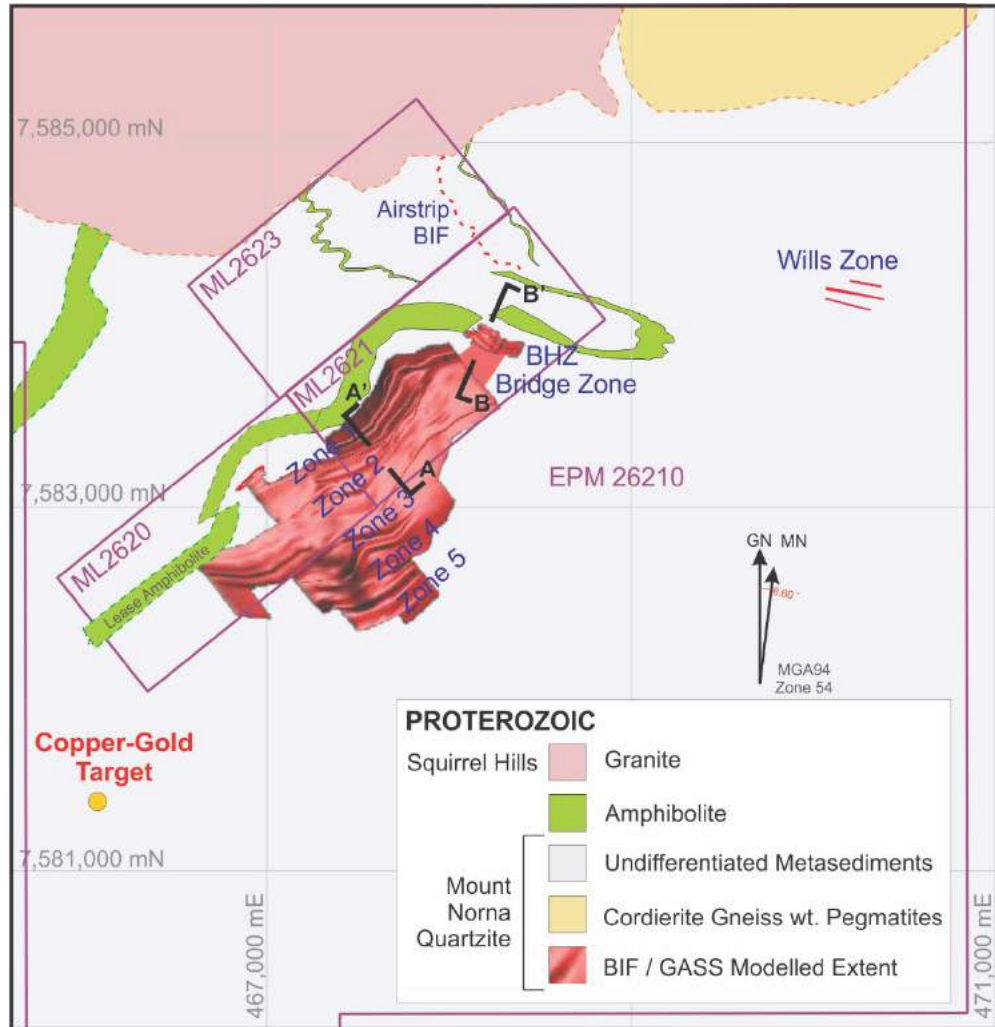 7,585,000 mN
Airstrip
BIF
ML2623
Wills Zone
B'
ML2621
BHZ
Bridge Zone
A'
B
Zone
Zone 2
A
EPM 26210
7,583,000 mN
Zone 3
Zone 4
Zone 5
ML2620
Lease Amphibolite
GN MN
MGA94
Zone 54
Copper-Gold
Target
7,581,000 mN
467,000 mE
471,000 mE
PROTEROZOIC
Squirrel Hills
Granite
Amphibolite
Mount
Norna
Quartzite
Undifferentiated Metasediments
Cordierite Gneiss wt. Pegmatites
BIF / GASS Modelled Extent